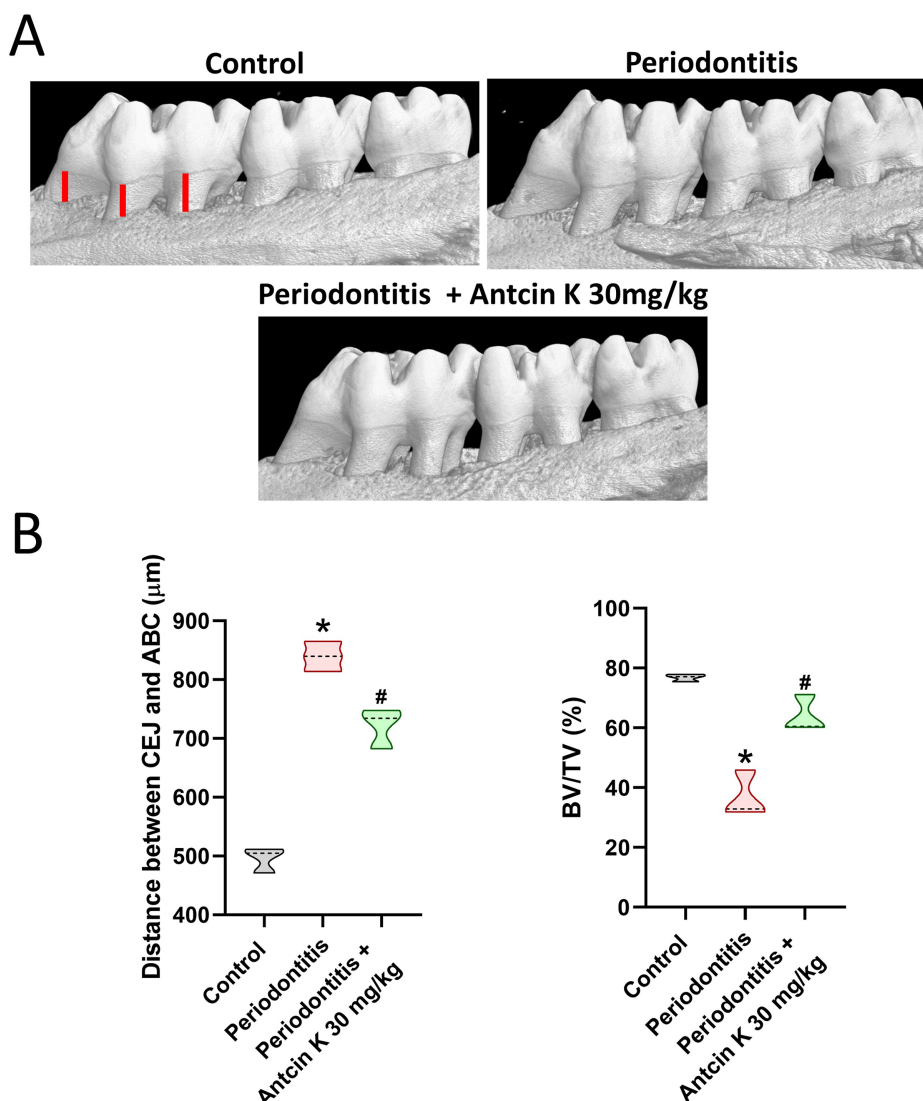 A
Control
Periodontitis
Periodontitis + Antcin K 30mg/kg
B
Distance between CEJ and ABC (μm)
900
800
700
600
500
400
*
#
Control
Periodontitis
Periodontitis +
Antcin K 30 mg/kg
BV/TV (%)
100
80
60
40
20
0
*
#
Control
Periodontitis
Periodontitis +
Antcin K 30 mg/kg